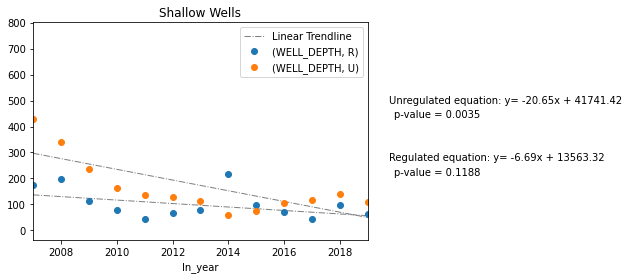 Shallow Wells
800
700
600
500
400
300
200
100
0
Linear Trendline
(WELL_DEPTH, R)
(WELL_DEPTH, U)
2008 2010 2012 2014 2016 2018
In_year
Unregulated equation: y= -20.65x + 41741.42
p-value = 0.0035
Regulated equation: y= -6.69x + 13563.32
p-value = 0.1188